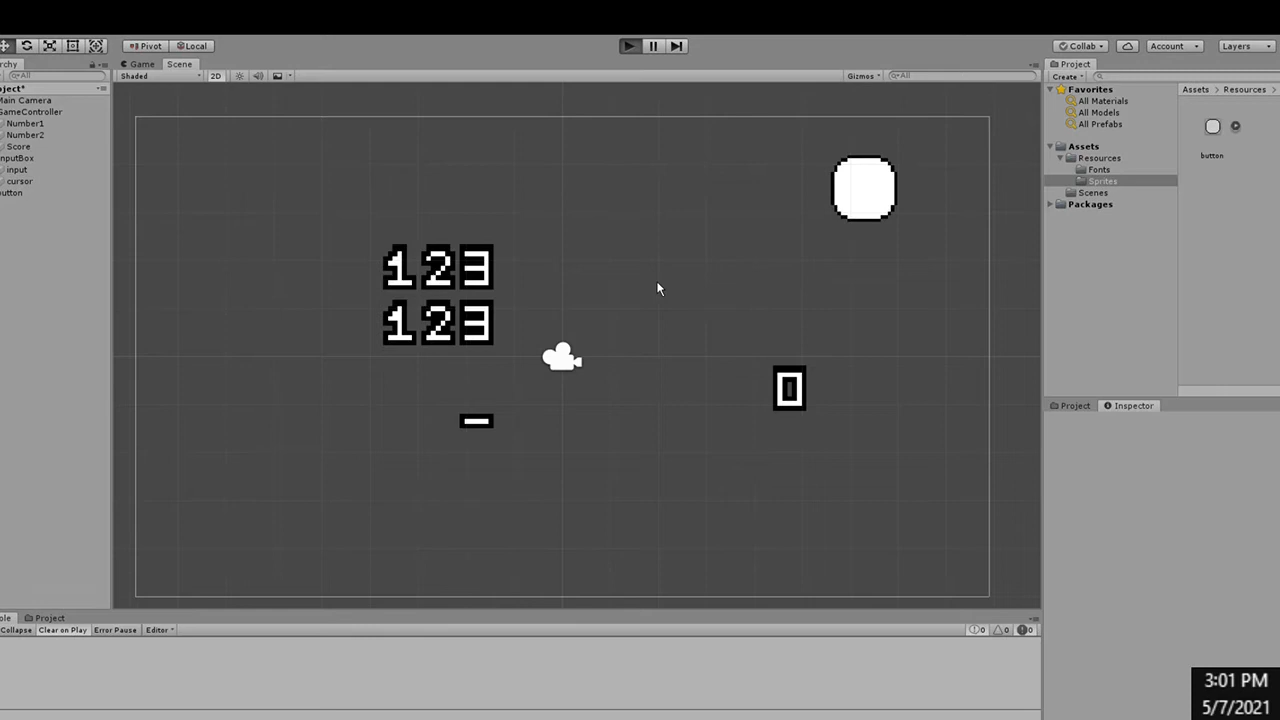 Pivot Local
Collab Account Layers
rchy Game Scene Project
All Shaded 2D Gizmos All Create
oject* Favorites Assets > Resources >
Main Camera All Materials
GameController All Models
Number1 All Prefabs
Number2
Score Assets
nputBox Resources button
input Fonts
cursor Sprites
outton Scenes
Packages
123
123
0
Project Inspector
ole Project
Collapse Clear on Play Error Pause Editor 0 0 0
3:01 PM
5/7/2021